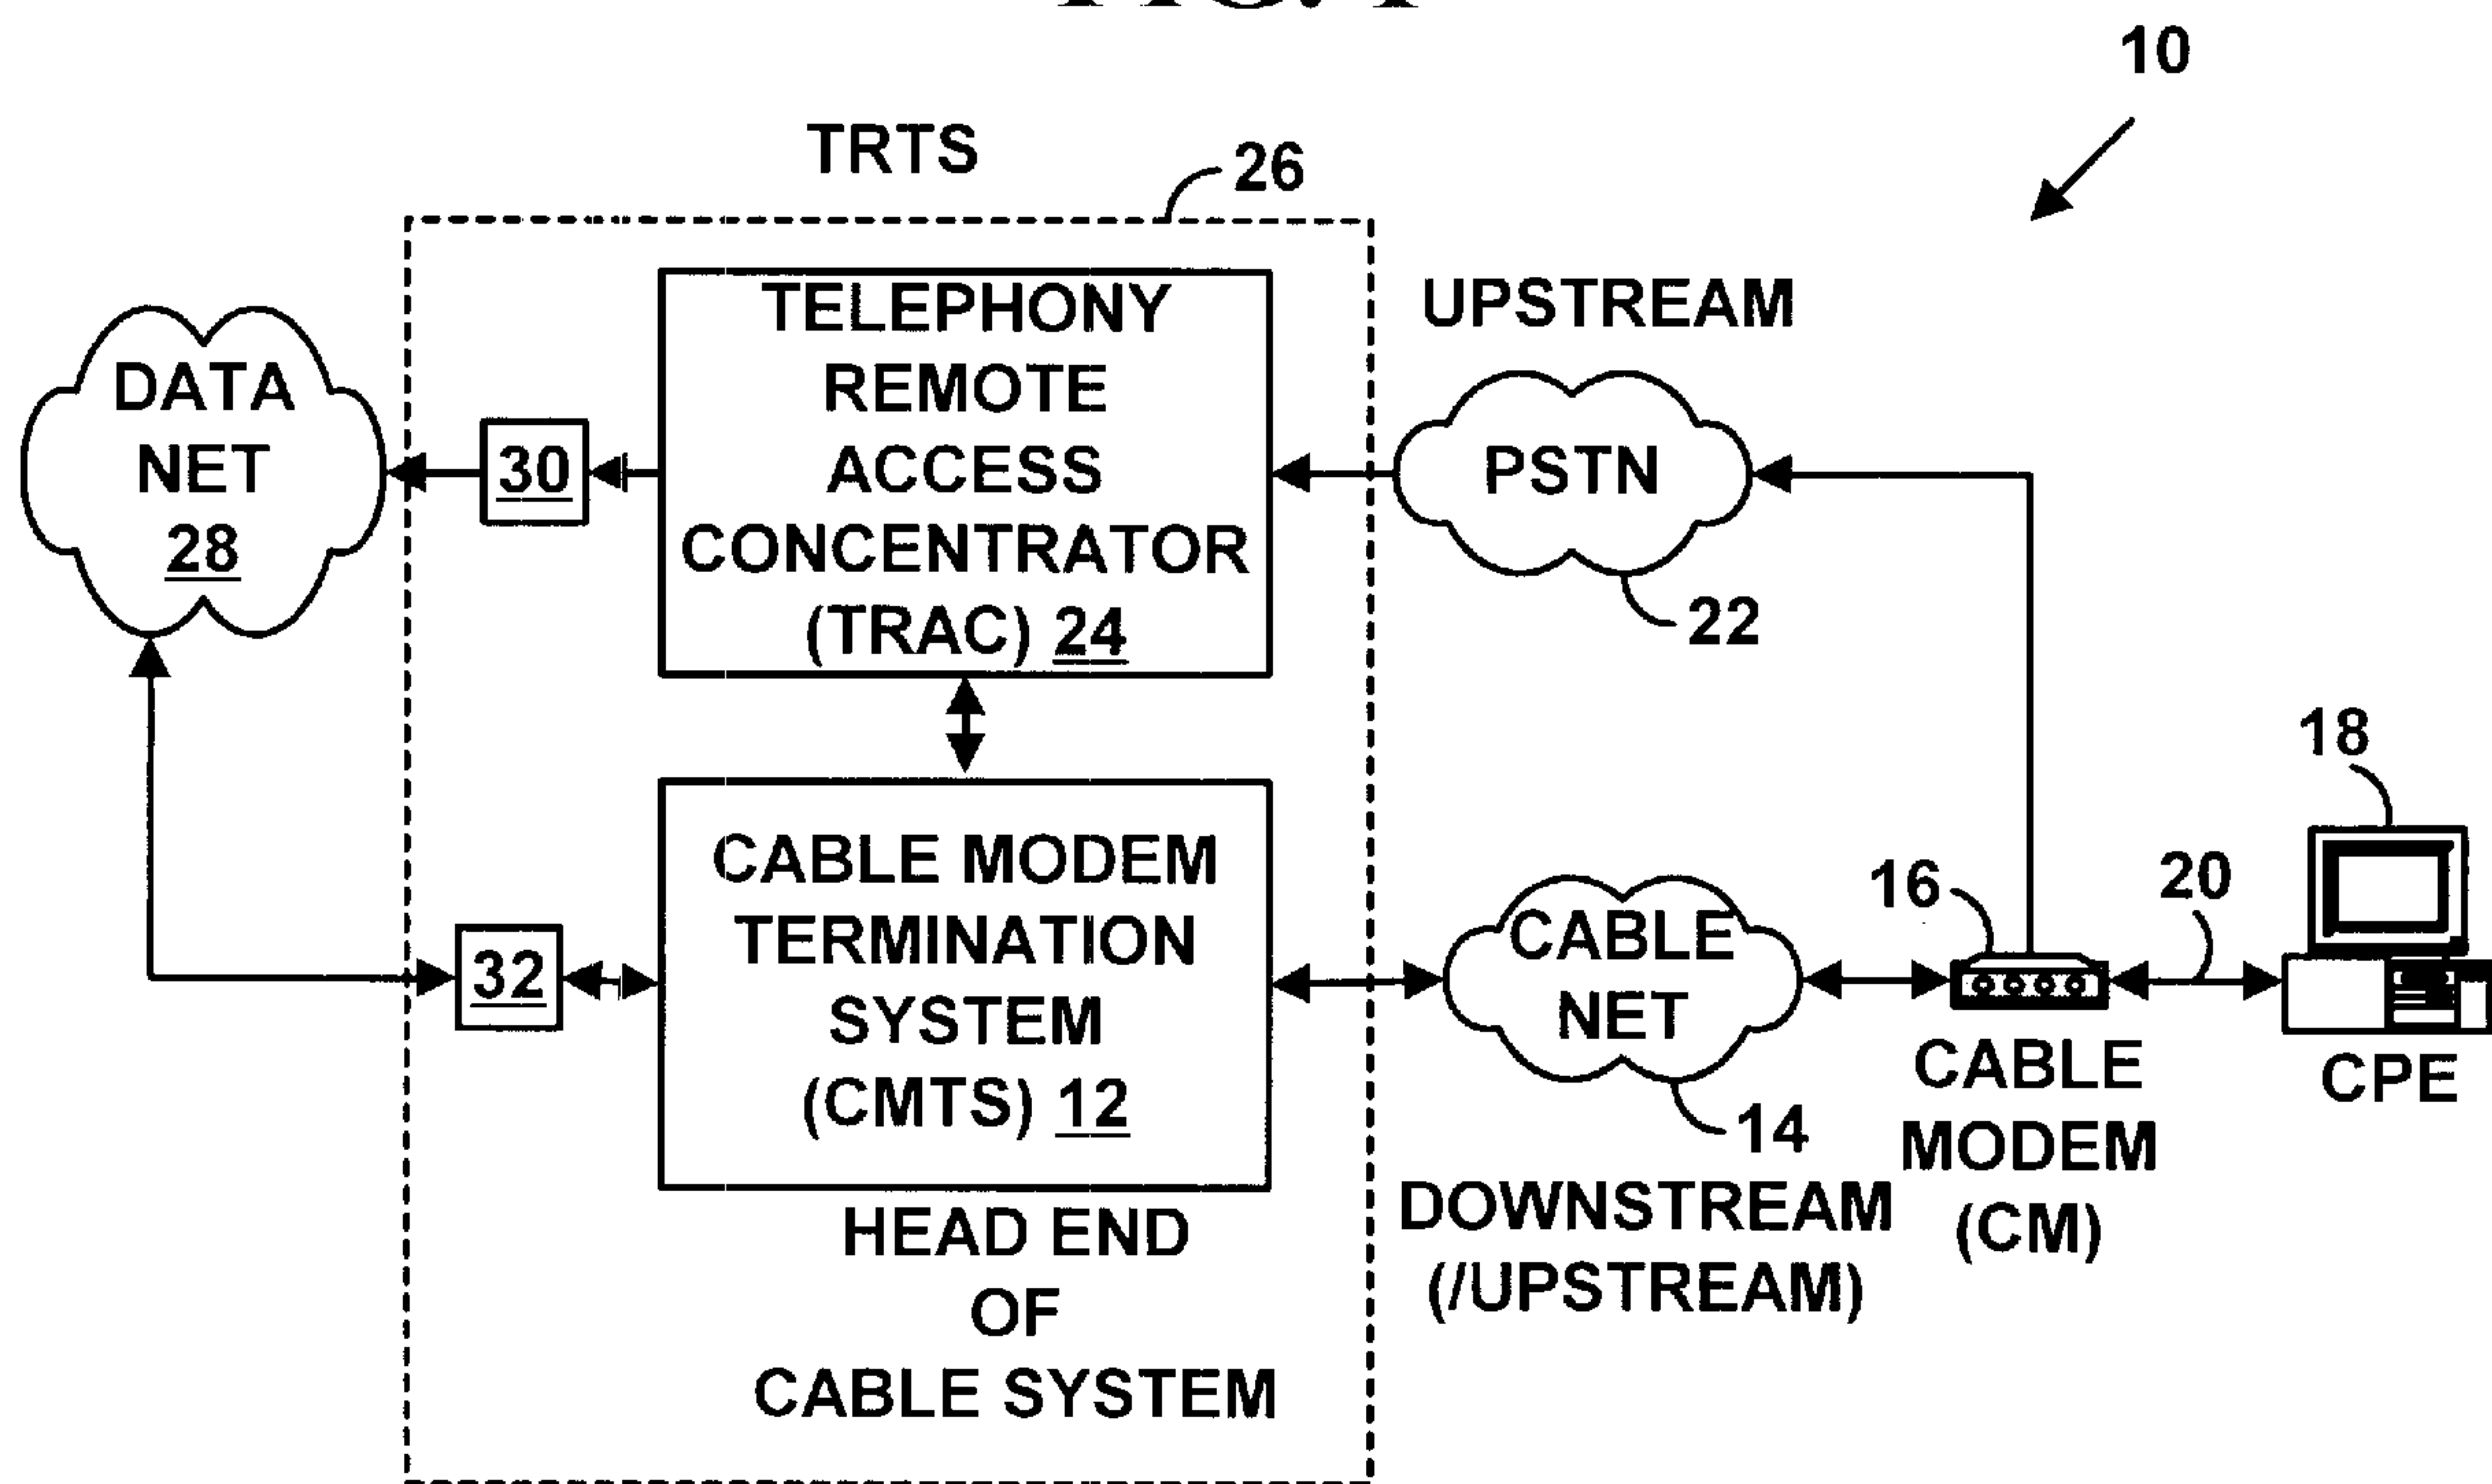 10
TRTS
26
TELEPHONY
REMOTE
ACCESS
CONCENTRATOR
(TRAC) 24
UPSTREAM
DATA
NET
28
30
PSTN
22
18
CABLE MODEM
TERMINATION
SYSTEM
(CMTS) 12
32
CABLE
NET
14
16
20
CABLE
MODEM
(CM)
CPE
DOWNSTREAM
(/UPSTREAM)
HEAD END
OF
CABLE SYSTEM